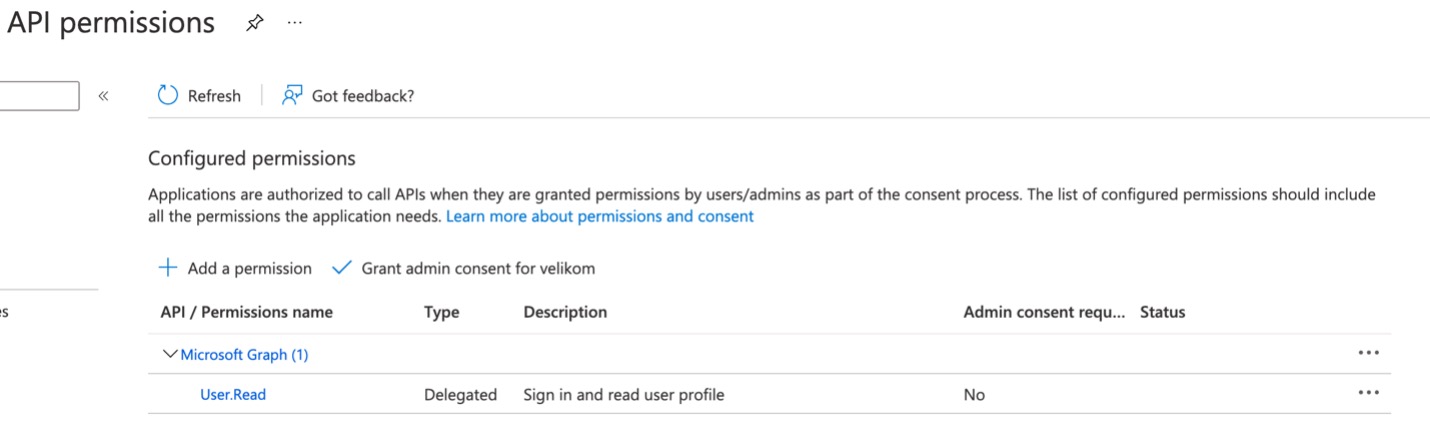 API permissions
Refresh Got feedback?
Configured permissions
Applications are authorized to call APIs when they are granted permissions by users/admins as part of the consent process. The list of configured permissions should include
all the permissions the application needs. Learn more about permissions and consent
Add a permission Grant admin consent for velikom
API / Permissions name Type Description Admin consent requ... Status
es
Microsoft Graph (1)
User.Read Delegated Sign in and read user profile No